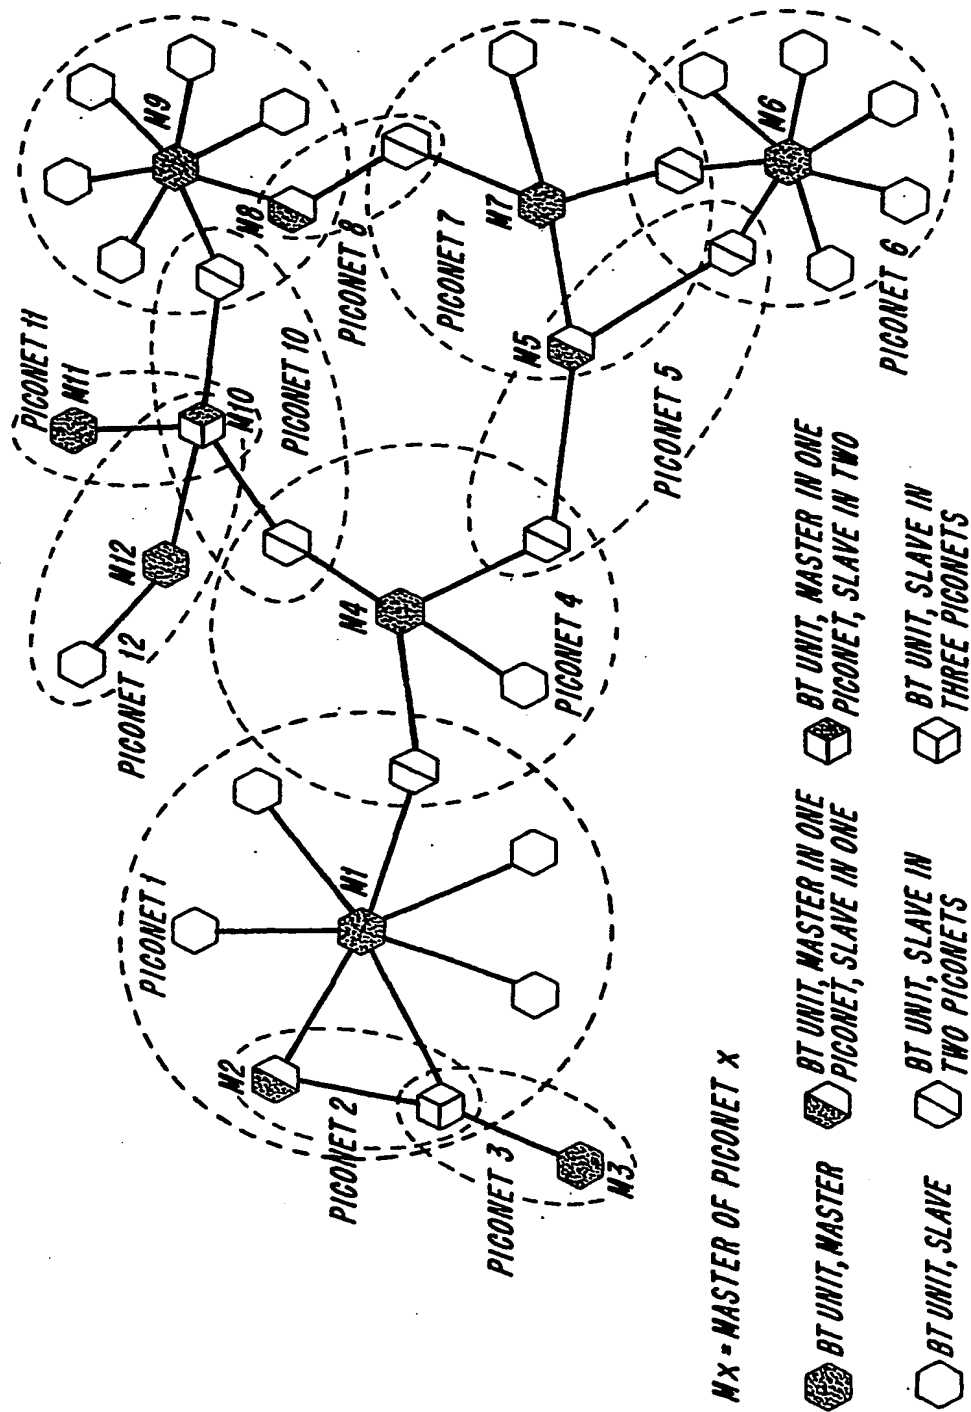 PICONET 11
M11
M12
PICONET 12
M9
PICONET 1
M2
M10
M8
PICONET 10
PICONET 2
M1
PICONET 8
M4
PICONET 7
M7
PICONET 3
M5
PICONET 4
M3
PICONET 5
M6
PICONET 6
Mx = MASTER OF PICONET X
BT UNIT, MASTER
BT UNIT, MASTER IN ONE
PICONET, SLAVE IN ONE
BT UNIT, MASTER IN ONE
PICONET, SLAVE IN TWO
BT UNIT, SLAVE
BT UNIT, SLAVE IN
TWO PICONETS
BT UNIT, SLAVE IN
THREE PICONETS